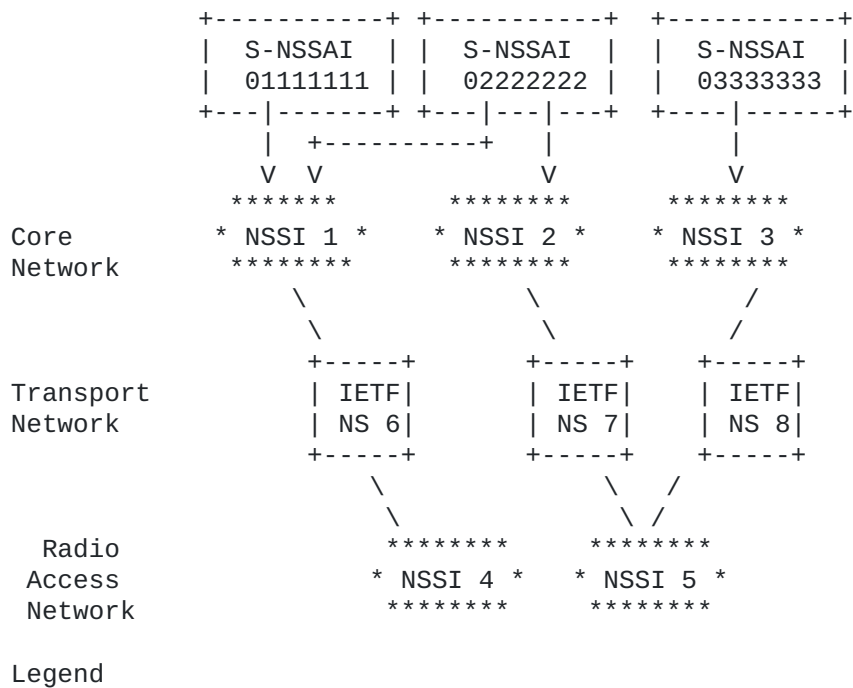 +-----------+ +-----------+  +-----------+
|  S-NSSAI  | |  S-NSSAI  |  |  S-NSSAI  |
|  01111111 | |  02222222 |  |  03333333 |
+---|-------+ +---|---|---+  +----|------+
    |  +----------+   |           |
    V  V              V           V
  *******       ********      ********
Core         * NSSI 1 *    * NSSI 2 *    * NSSI 3 *
Network       ********      ********      ********
\              \             /
\              \           /
+-----+       +-----+    +-----+
Transport          | IETF|       | IETF|    | IETF|
Network            | NS 6|       | NS 7|    | NS 8|
+-----+       +-----+    +-----+
\              \   /
\              \ /
Radio                 ********     ********
Access                * NSSI 4 *   * NSSI 5 *
Network                ********     ********
Legend